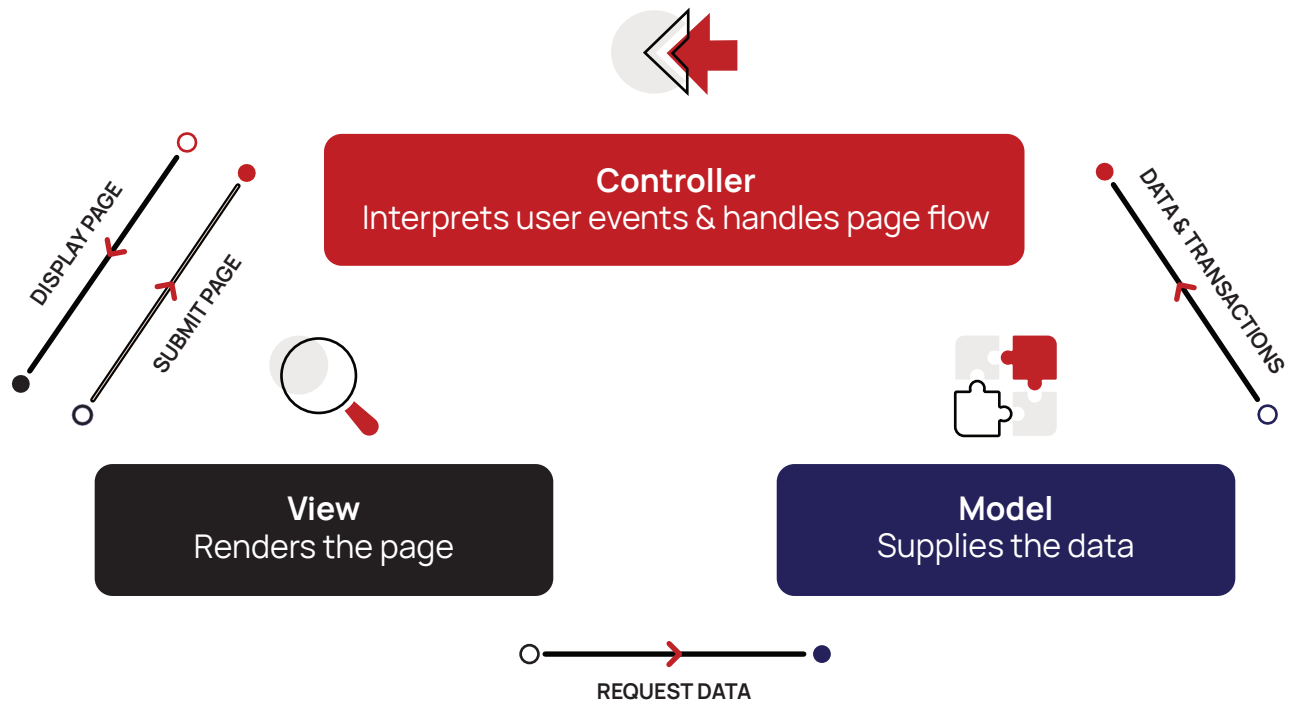 Controller
Interprets user events & handles page flow
DISPLAY PAGE
SUBMIT PAGE
DATA & TRANSACTIONS
View
Renders the page
Model
Supplies the data
REQUEST DATA